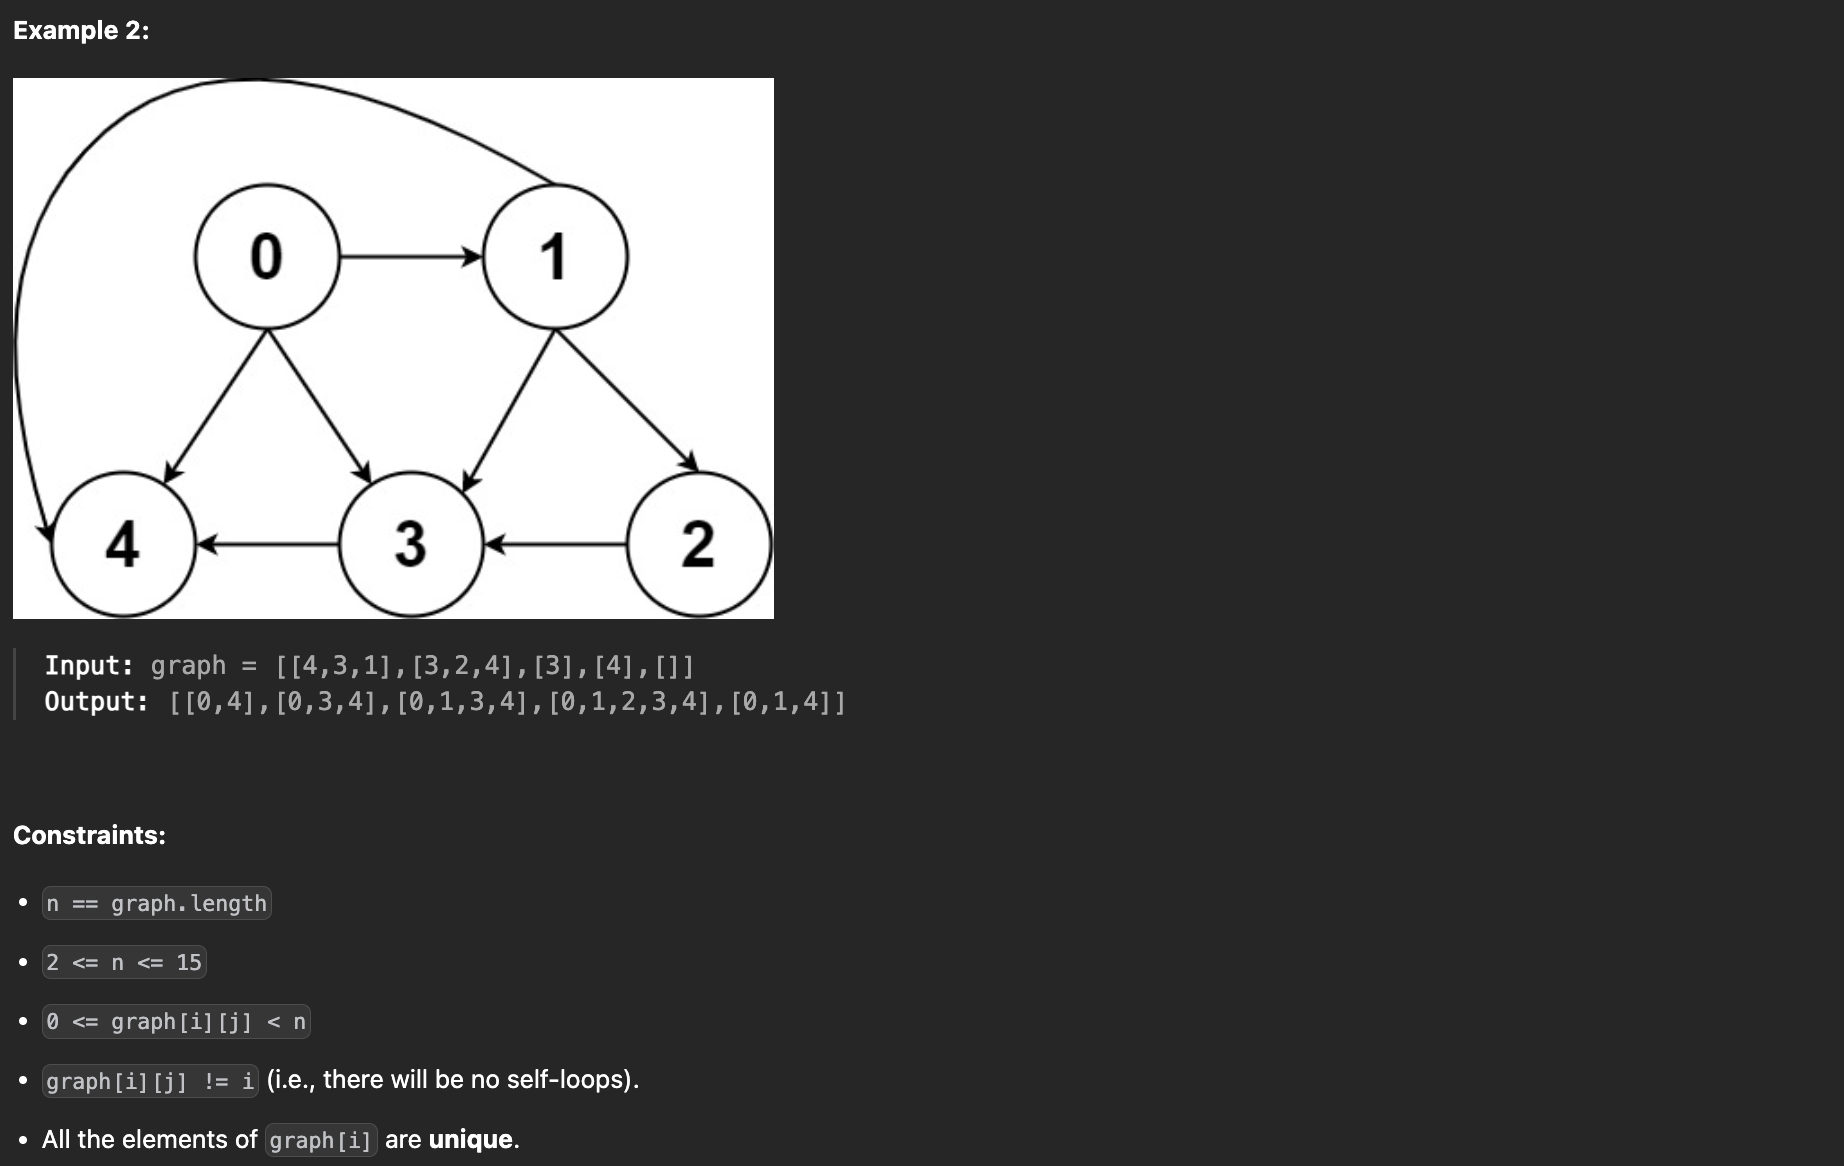 Example 2:
0 1
4 3 2
Input: graph = [[4,3,1],[3,2,4],[3],[4],[]]
Output: [[0,4],[0,3,4],[0,1,3,4],[0,1,2,3,4],[0,1,4]]
Constraints:
• n == graph.length
• 2 <= n <= 15
• 0 <= graph[i][j] < n
• graph[i][j] != i (i.e., there will be no self-loops).
• All the elements of graph[i] are unique.